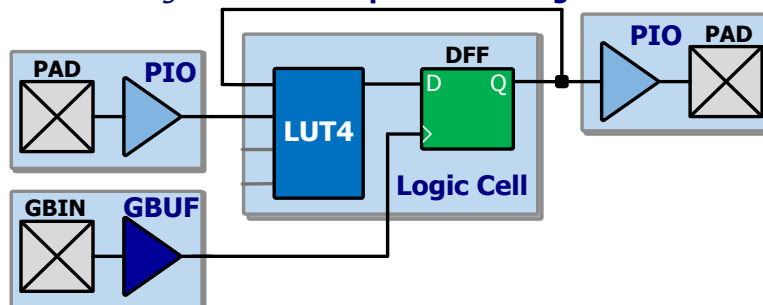 PIO PAD
DFF
PAD PIO
D Q
LUT4
Logic Cell
GBIN GBUF